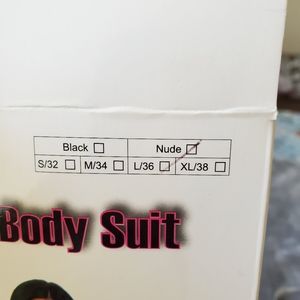 Black ☐ Nude ☐
S/32 ☐ M/34 ☐ L/36 ☐ XL/38 ☐
Body Suit